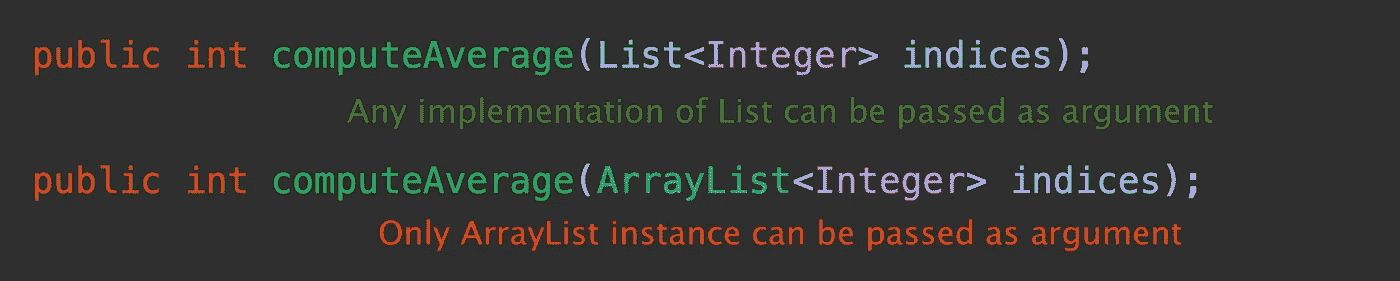 public int computeAverage(List<Integer> indices);
Any implementation of List can be passed as argument
public int computeAverage(ArrayList<Integer> indices);
Only ArrayList instance can be passed as argument